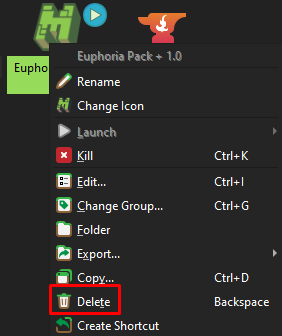 Eupho
Euphoria Pack + 1.0
Rename
Change Icon
Launch
Kill Ctrl+K
Edit... Ctrl+I
Change Group... Ctrl+G
Folder
Export...
Copy... Ctrl+D
Delete Backspace
Create Shortcut